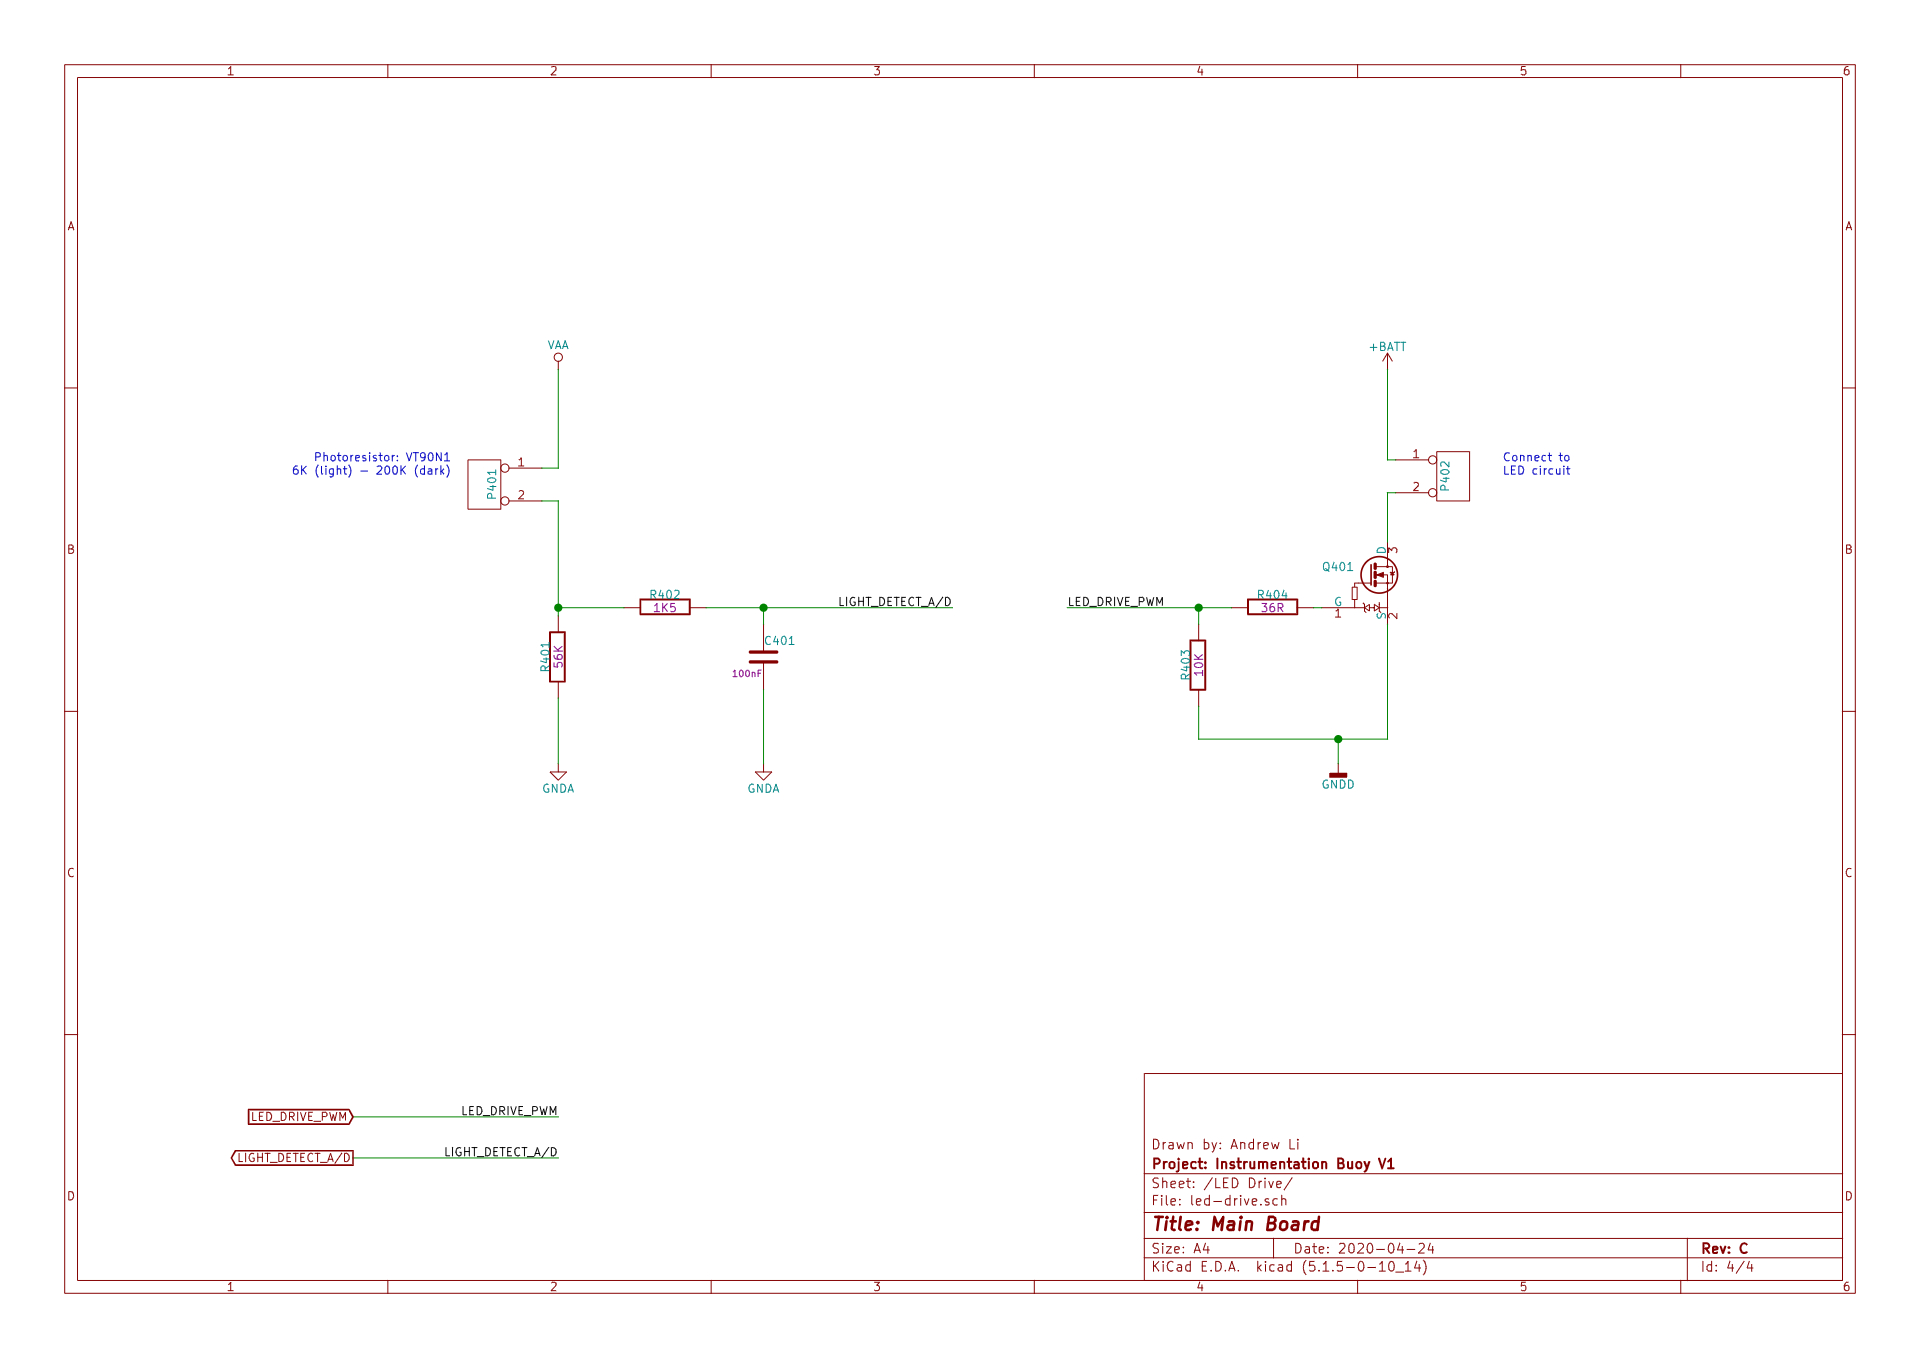 1 2 3 4 5 6
A A
VAA
+BATT
Photoresistor: VT90N1
6K (light) - 200K (dark)
P401
1
2
1
2
P402
Connect to
LED circuit
B B
Q401
D
3
G
1
S
2
R402
1K5
LIGHT_DETECT_A/D
LED_DRIVE_PWM
R404
36R
R401
56K
C401
100nF
R403
10K
GNDA
GNDA
GNDD
C C
LED_DRIVE_PWM
LED_DRIVE_PWM
LIGHT_DETECT_A/D
LIGHT_DETECT_A/D
D D
Drawn by: Andrew Li
Project: Instrumentation Buoy V1
Sheet: /LED Drive/
File: led-drive.sch
Title: Main Board
Size: A4 Date: 2020-04-24 Rev: C
KiCad E.D.A. kicad (5.1.5-0-10_14) Id: 4/4
1 2 3 4 5 6